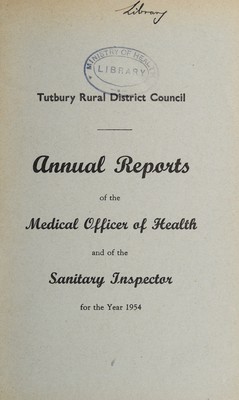 Library
MINISTRY OF HEALTH
LIBRARY
Tutbury Rural District Council
Annual Reports
of the
Medical Officer of Health
and of the
Sanitary Inspector
for the Year 1954